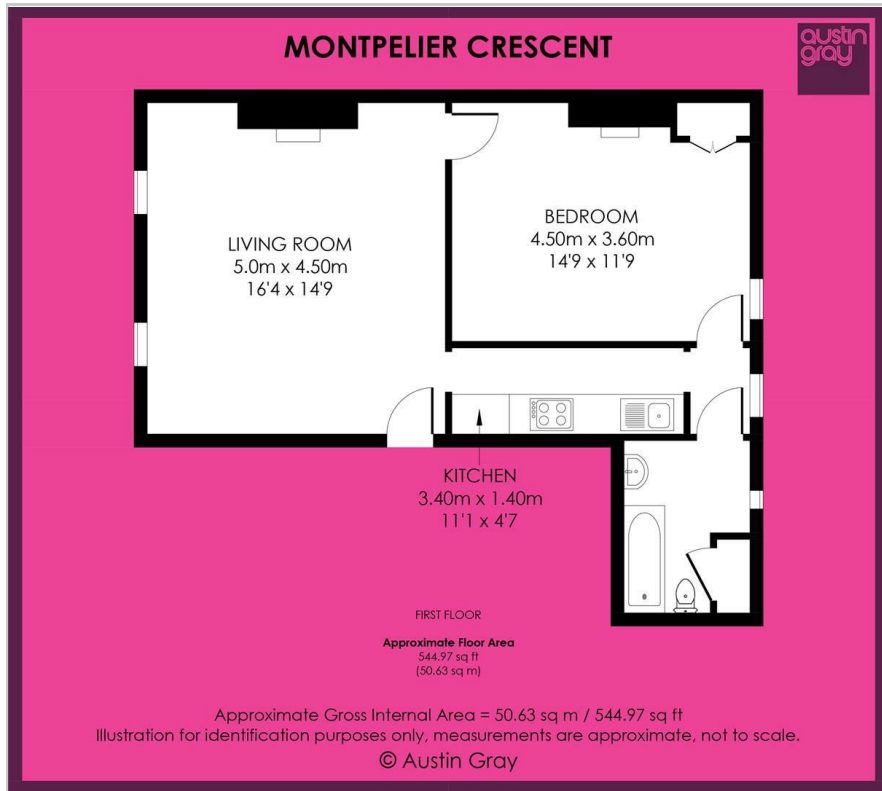 MONTPELIER CRESCENT
austin
gray
LIVING ROOM
5.0m x 4.50m
16'4 x 14'9
BEDROOM
4.50m x 3.60m
14'9 x 11'9
KITCHEN
3.40m x 1.40m
11'1 x 4'7
FIRST FLOOR
Approximate Floor Area
544.97 sq ft
(50.63 sq m)
Approximate Gross Internal Area = 50.63 sq m / 544.97 sq ft
Illustration for identification purposes only, measurements are approximate, not to scale.
© Austin Gray